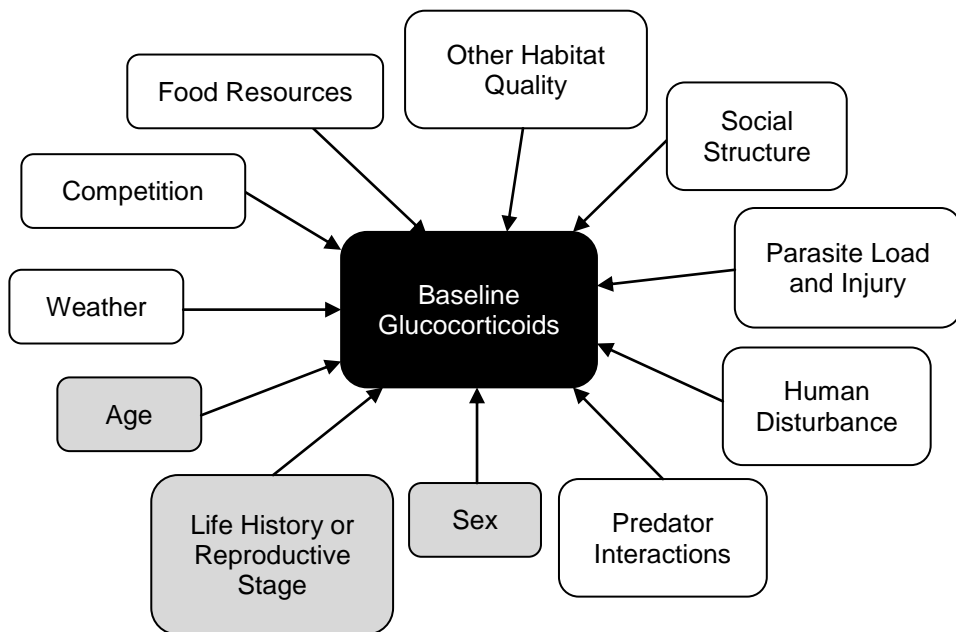 Other Habitat
Quality
Food Resources
Social
Structure
Competition
Parasite Load
and Injury
Baseline
Glucocorticoids
Weather
Human
Disturbance
Age
Life History or
Reproductive
Stage
Sex
Predator
Interactions